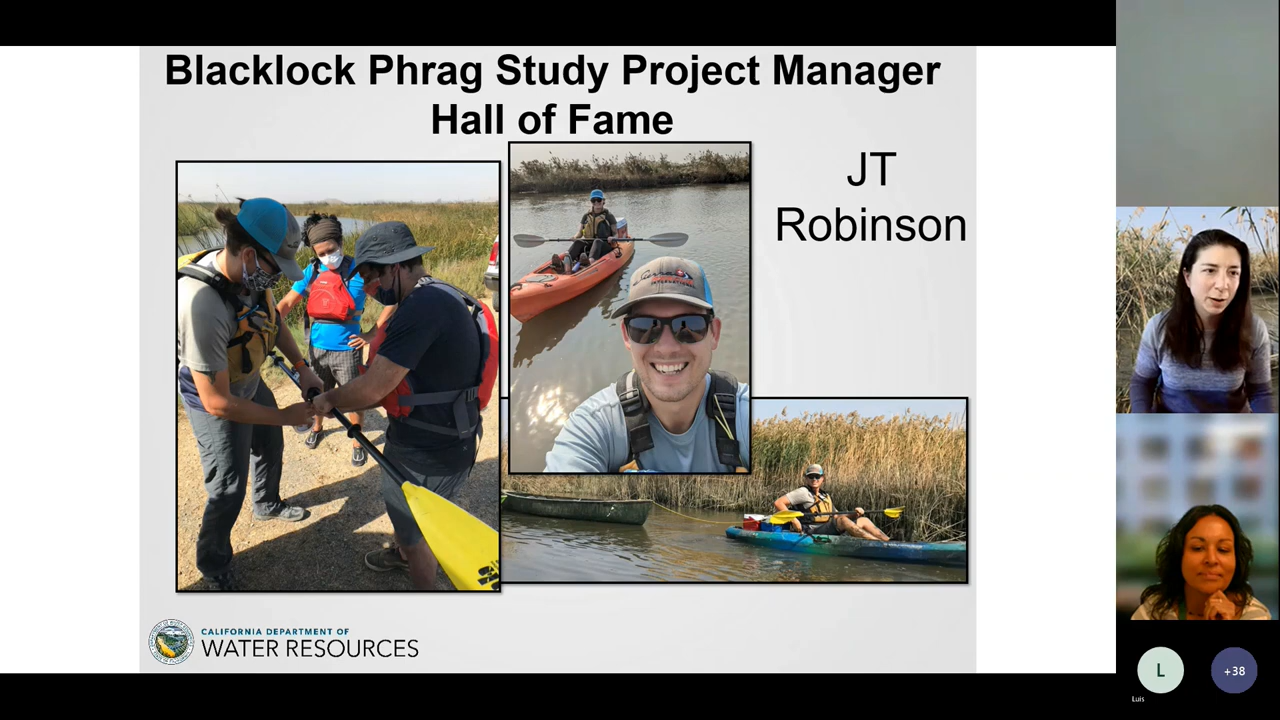 Blacklock Phrag Study Project Manager
Hall of Fame
JT
Robinson
CALIFORNIA DEPARTMENT OF
WATER RESOURCES
L
+38
Luis